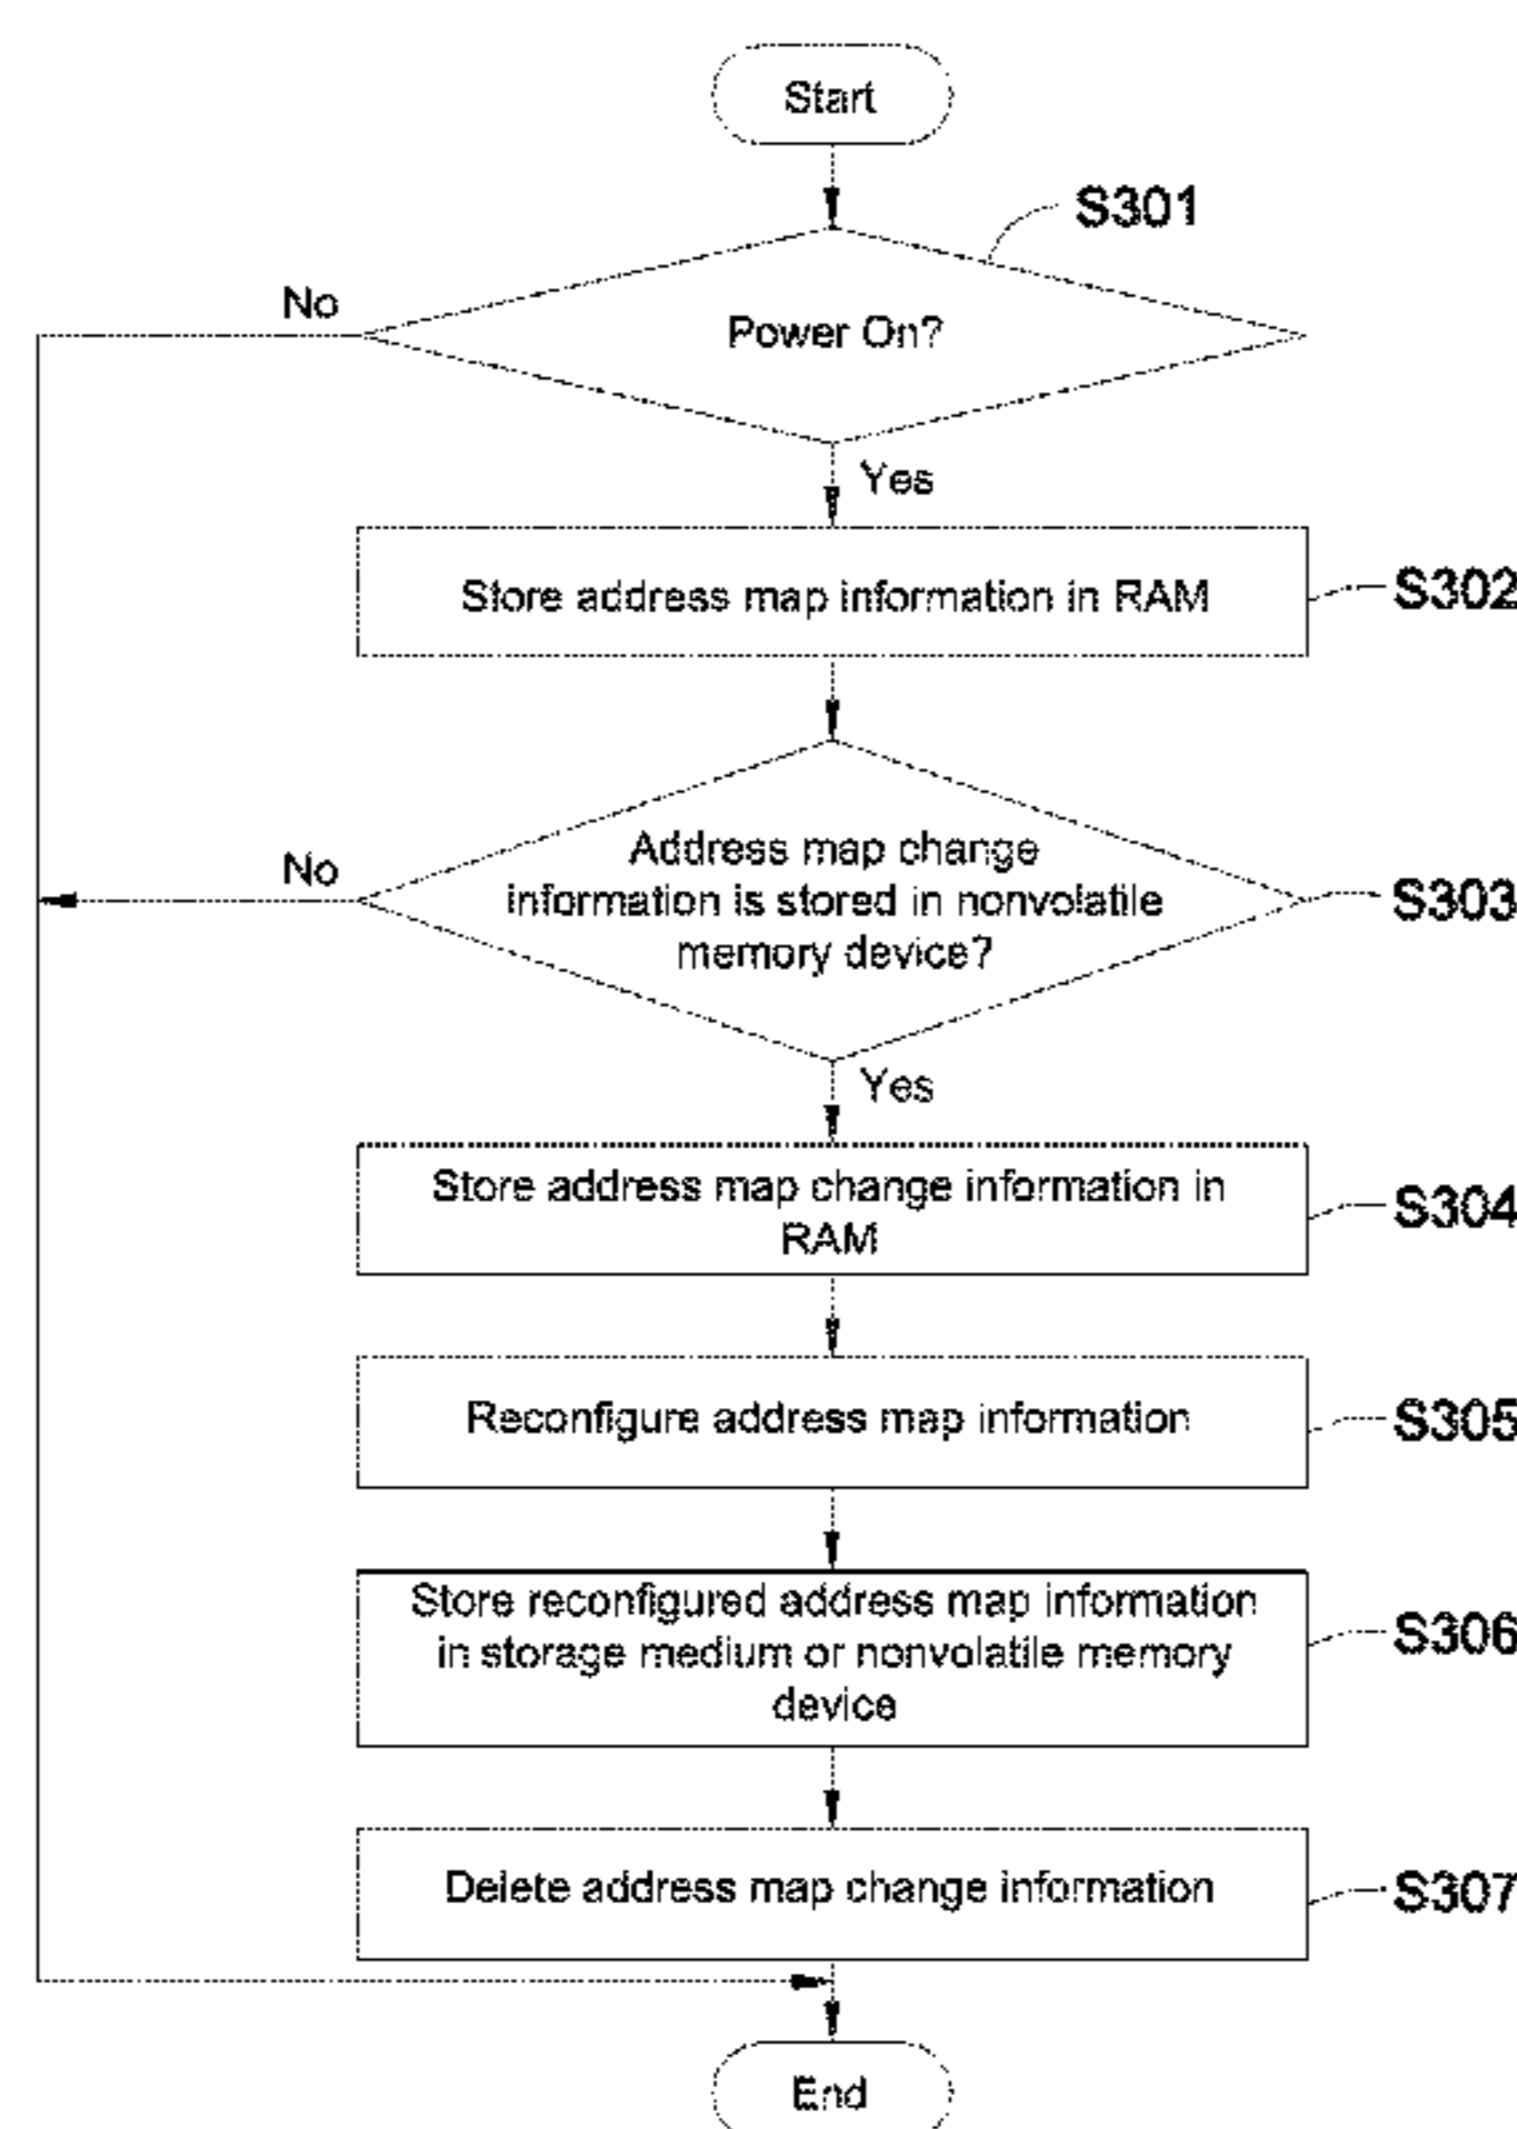 Start
S301
No
Power On?
Yes
Store address map information in RAM
S302
Address map change
information is stored in nonvolatile
memory device?
No
S303
Yes
Store address map change information in
RAM
S304
Reconfigure address map information
S305
Store reconfigured address map information
in storage medium or nonvolatile memory
device
S306
Delete address map change information
S307
End